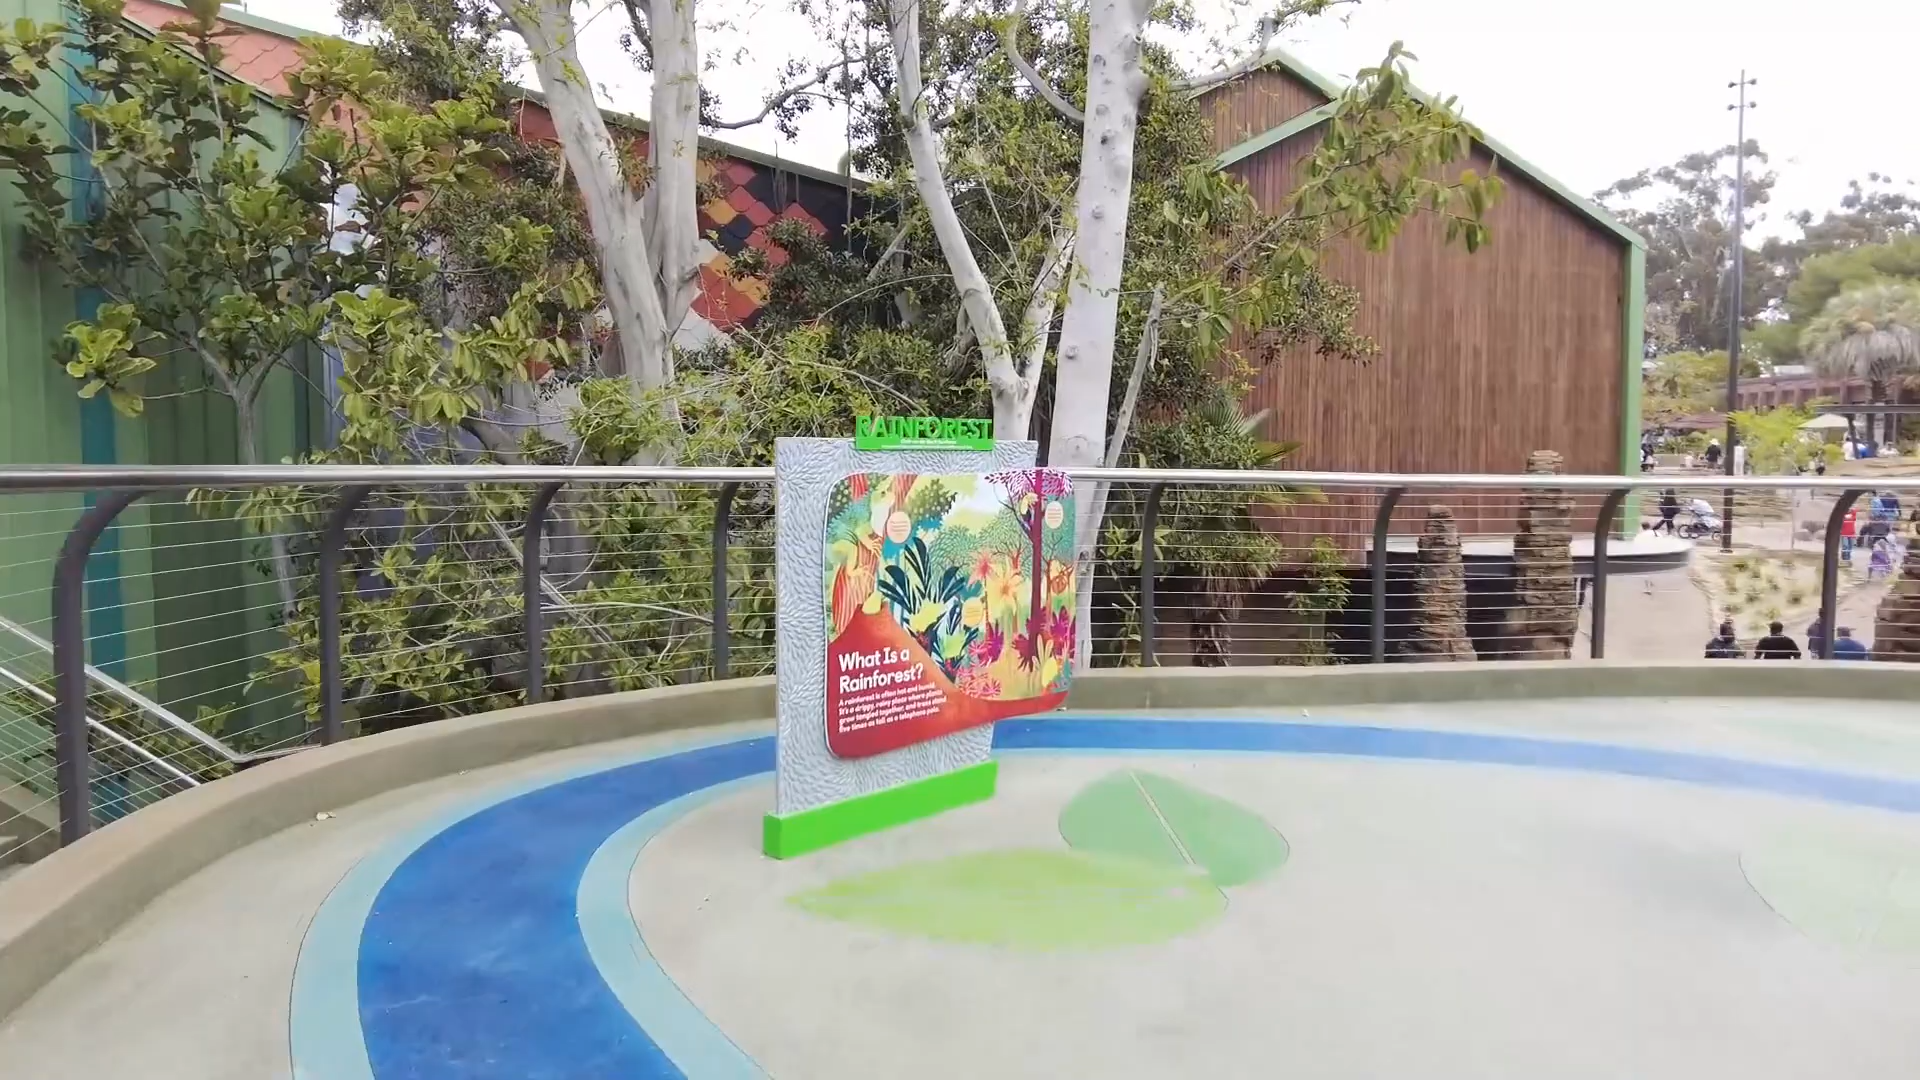 RAINFOREST
What Is a
Rainforest?
A rainforest is often hot and humid.
It's a drippy, rainy place where plants
grow tangled together, and trees stand
five times as tall as a telephone pole.